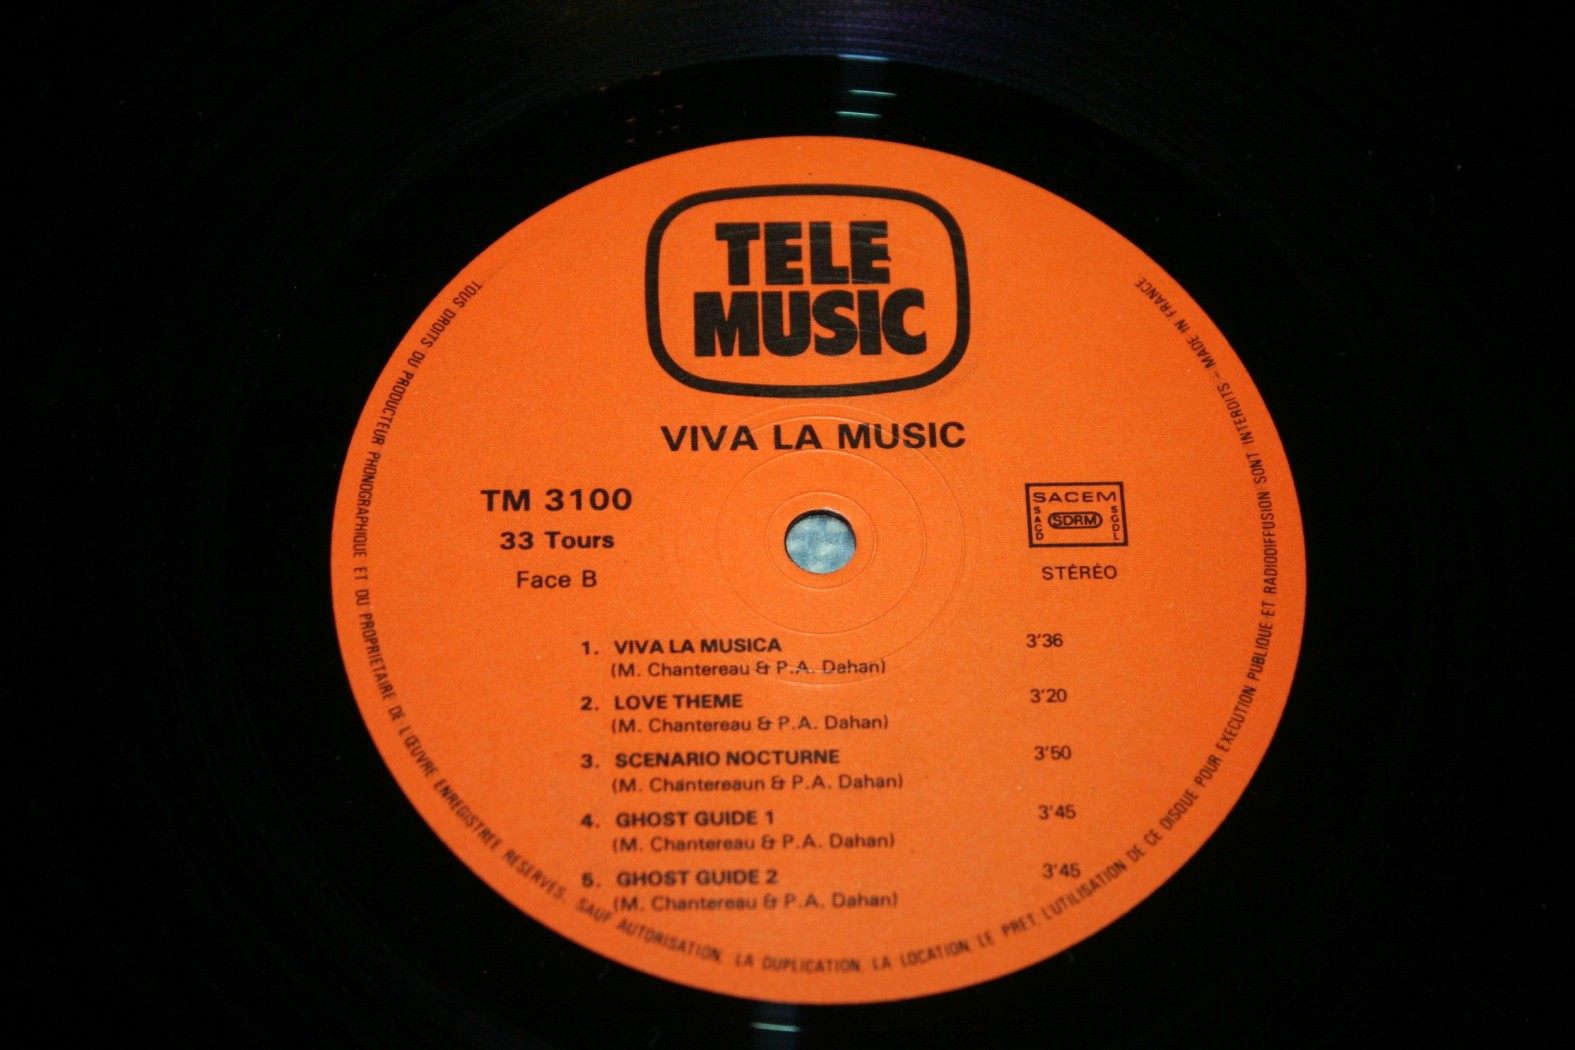 TELE
MUSIC
VIVA LA MUSIC
TM 3100
33 Tours
Face B
SACEM
SACD
SDRM
SGDL
STÉRÉO
1. VIVA LA MUSICA 3'36
(M. Chantereau & P.A. Dahan)
2. LOVE THEME 3'20
(M. Chantereau & P.A. Dahan)
3. SCENARIO NOCTURNE 3'50
(M. Chantereaun & P.A. Dahan)
4. GHOST GUIDE 1 3'45
(M. Chantereau & P.A. Dahan)
5. GHOST GUIDE 2 3'45
(M. Chantereau & P.A. Dahan)
TOUS DROITS DU PRODUCTEUR PHONOGRAPHIQUE ET DU PROPRIETAIRE DE L'ŒUVRE ENREGISTREE RESERVES. SAUF AUTORISATION, LA DUPLICATION, LA LOCATION, LE PRET, L'UTILISATION DE CE DISQUE POUR EXECUTION PUBLIQUE ET RADIODIFFUSION SONT INTERDITS - MADE IN FRANCE